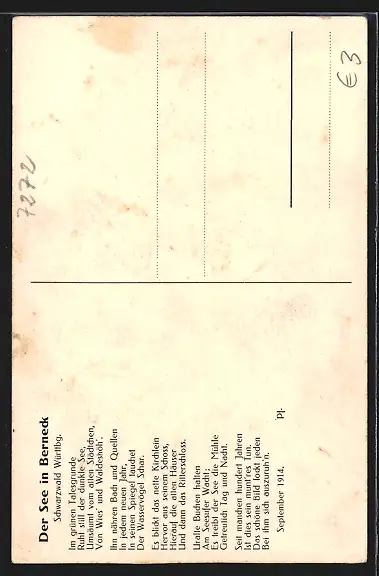 Der See in Berneck
Schwarzwald Württbg.
Im grünen Talesgrunde
Ruht still der dunkle See,
Umsäumt vom alten Städtchen,
Von Wies' und Waldeshöh'.
Ihn nähren Bach und Quellen
in jedem neuen Jahr,
In seinen Spiegel tauchet
Der Wasservögel Schar.
Es blickt das nette Kirchlein
Hervor aus seinem Schoss,
Hierauf die alten Häuser
Und dann das Ritterschloss.
Uralte Buchen halten
Am Seesufer Wacht;
Es treibt der See die Mühle
Getreulich Tag und Nacht.
Seit manchen hundert Jahren
Ist dies sein munt'res Tun.
Das schöne Bild lockt jeden
Bei ihm sich auszuruh'n.
September 1914.
Pf.
7272
€3